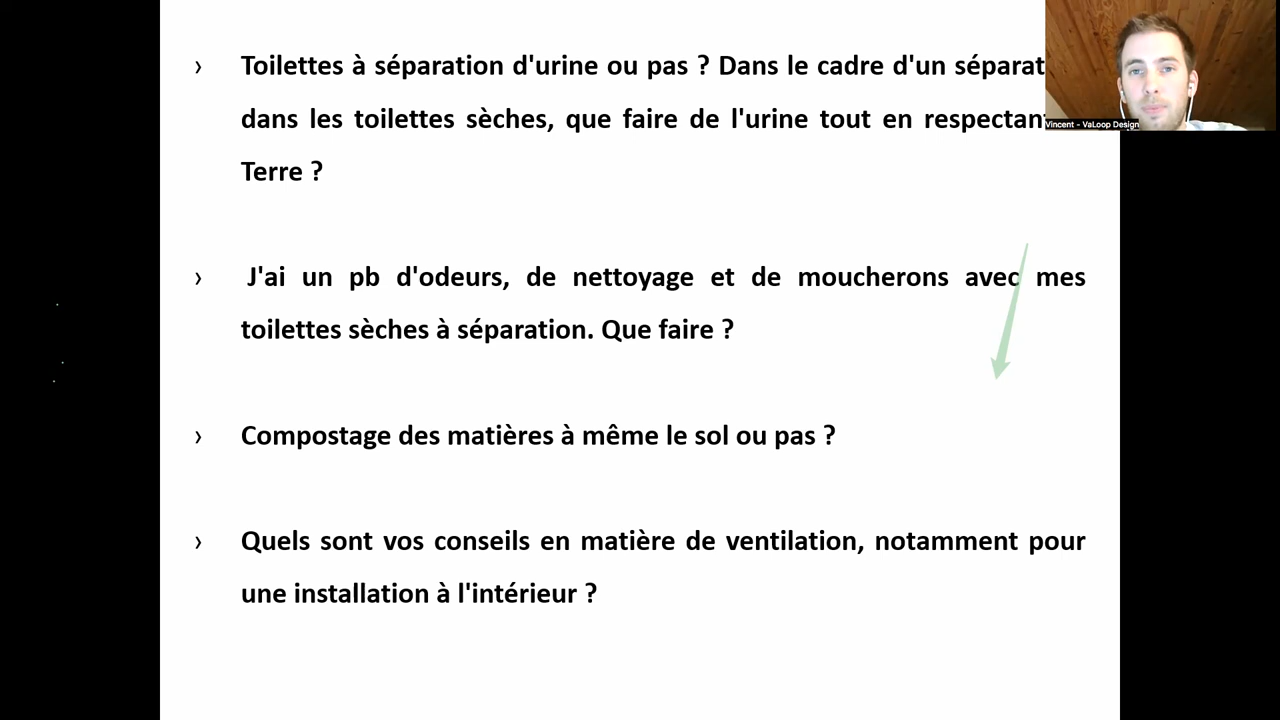 › Toilettes à séparation d'urine ou pas ? Dans le cadre d'un
dans les toilettes sèches, que faire de l'urine tout en
Terre ?
› J'ai un pb d'odeurs, de nettoyage et de moucherons avec mes
toilettes sèches à séparation. Que faire ?
› Compostage des matières à même le sol ou pas ?
› Quels sont vos conseils en matière de ventilation, notamment pour
une installation à l'intérieur ?
Vincent - VaLoop Design